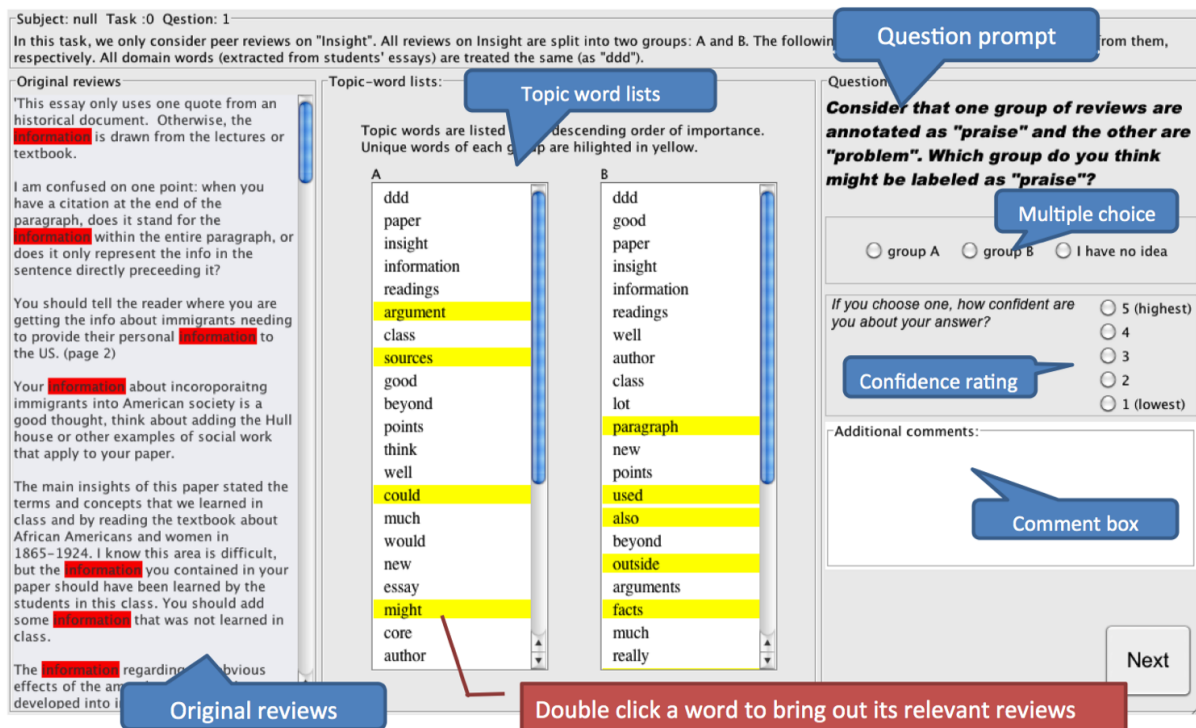 Subject: null Task :0 Qestion: 1
In this task, we only consider peer reviews on "Insight". All reviews on Insight are split into two groups: A and B. The followin from them,
respectively. All domain words (extracted from students' essays) are treated the same (as "ddd").
Question prompt
Original reviews
'This essay only uses one quote from an
historical document. Otherwise, the
information is drawn from the lectures or
textbook.
I am confused on one point: when you
have a citation at the end of the
paragraph, does it stand for the
information within the entire paragraph, or
does it only represent the info in the
sentence directly preceeding it?
You should tell the reader where you are
getting the info about immigrants needing
to provide their personal information to
the US. (page 2)
Your information about incoroporaitng
immigrants into American society is a
good thought, think about adding the Hull
house or other examples of social work
that apply to your paper.
The main insights of this paper stated the
terms and concepts that we learned in
class and by reading the textbook about
African Americans and women in
1865-1924. I know this area is difficult,
but the information you contained in your
paper should have been learned by the
students in this class. You should add
some information that was not learned in
class.
The information regarding bvious
effects of the am
developed into i
Original reviews
Topic-word lists:
Topic word lists
Topic words are listed descending order of importance.
Unique words of each g up are hilighted in yellow.
A
ddd
paper
insight
information
readings
argument
class
sources
good
beyond
points
think
well
could
much
would
new
essay
might
core
author
B
ddd
good
paper
insight
information
readings
well
author
class
lot
paragraph
new
points
used
also
beyond
outside
arguments
facts
much
really
Double click a word to bring out its relevant reviews
Question
Consider that one group of reviews are
annotated as "praise" and the other are
"problem". Which group do you think
might be labeled as "praise"?
Multiple choice
group A group B I have no idea
If you choose one, how confident are
you about your answer?
5 (highest)
4
3
2
1 (lowest)
Confidence rating
Additional comments:
Comment box
Next